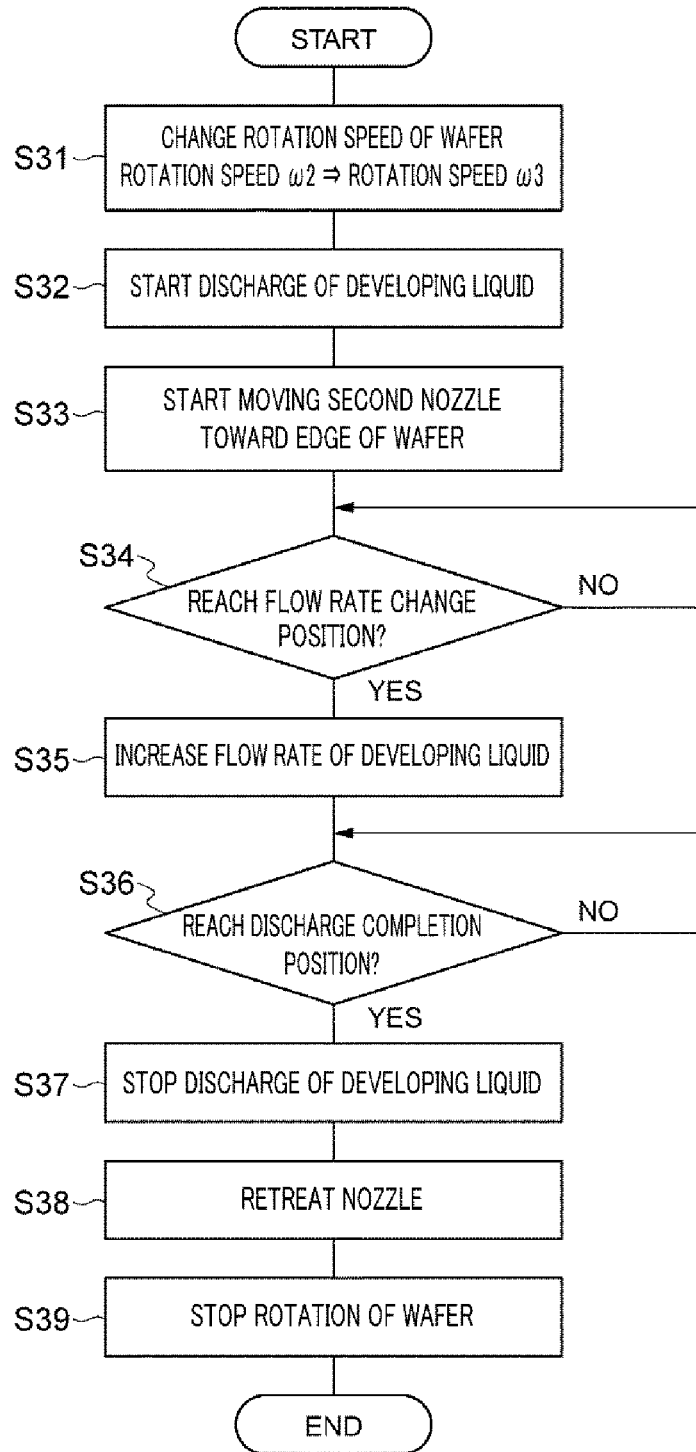 START
S31
CHANGE ROTATION SPEED OF WAFER
ROTATION SPEED ω2 ⇒ ROTATION SPEED ω3
S32
START DISCHARGE OF DEVELOPING LIQUID
S33
START MOVING SECOND NOZZLE
TOWARD EDGE OF WAFER
S34
REACH FLOW RATE CHANGE
POSITION?
NO
YES
S35
INCREASE FLOW RATE OF DEVELOPING LIQUID
S36
REACH DISCHARGE COMPLETION
POSITION?
NO
YES
S37
STOP DISCHARGE OF DEVELOPING LIQUID
S38
RETREAT NOZZLE
S39
STOP ROTATION OF WAFER
END